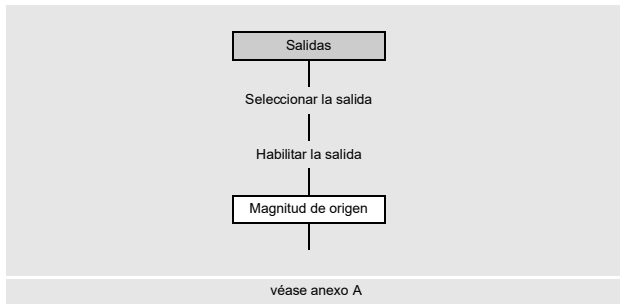 Salidas
Seleccionar la salida
Habilitar la salida
Magnitud de origen
véase anexo A